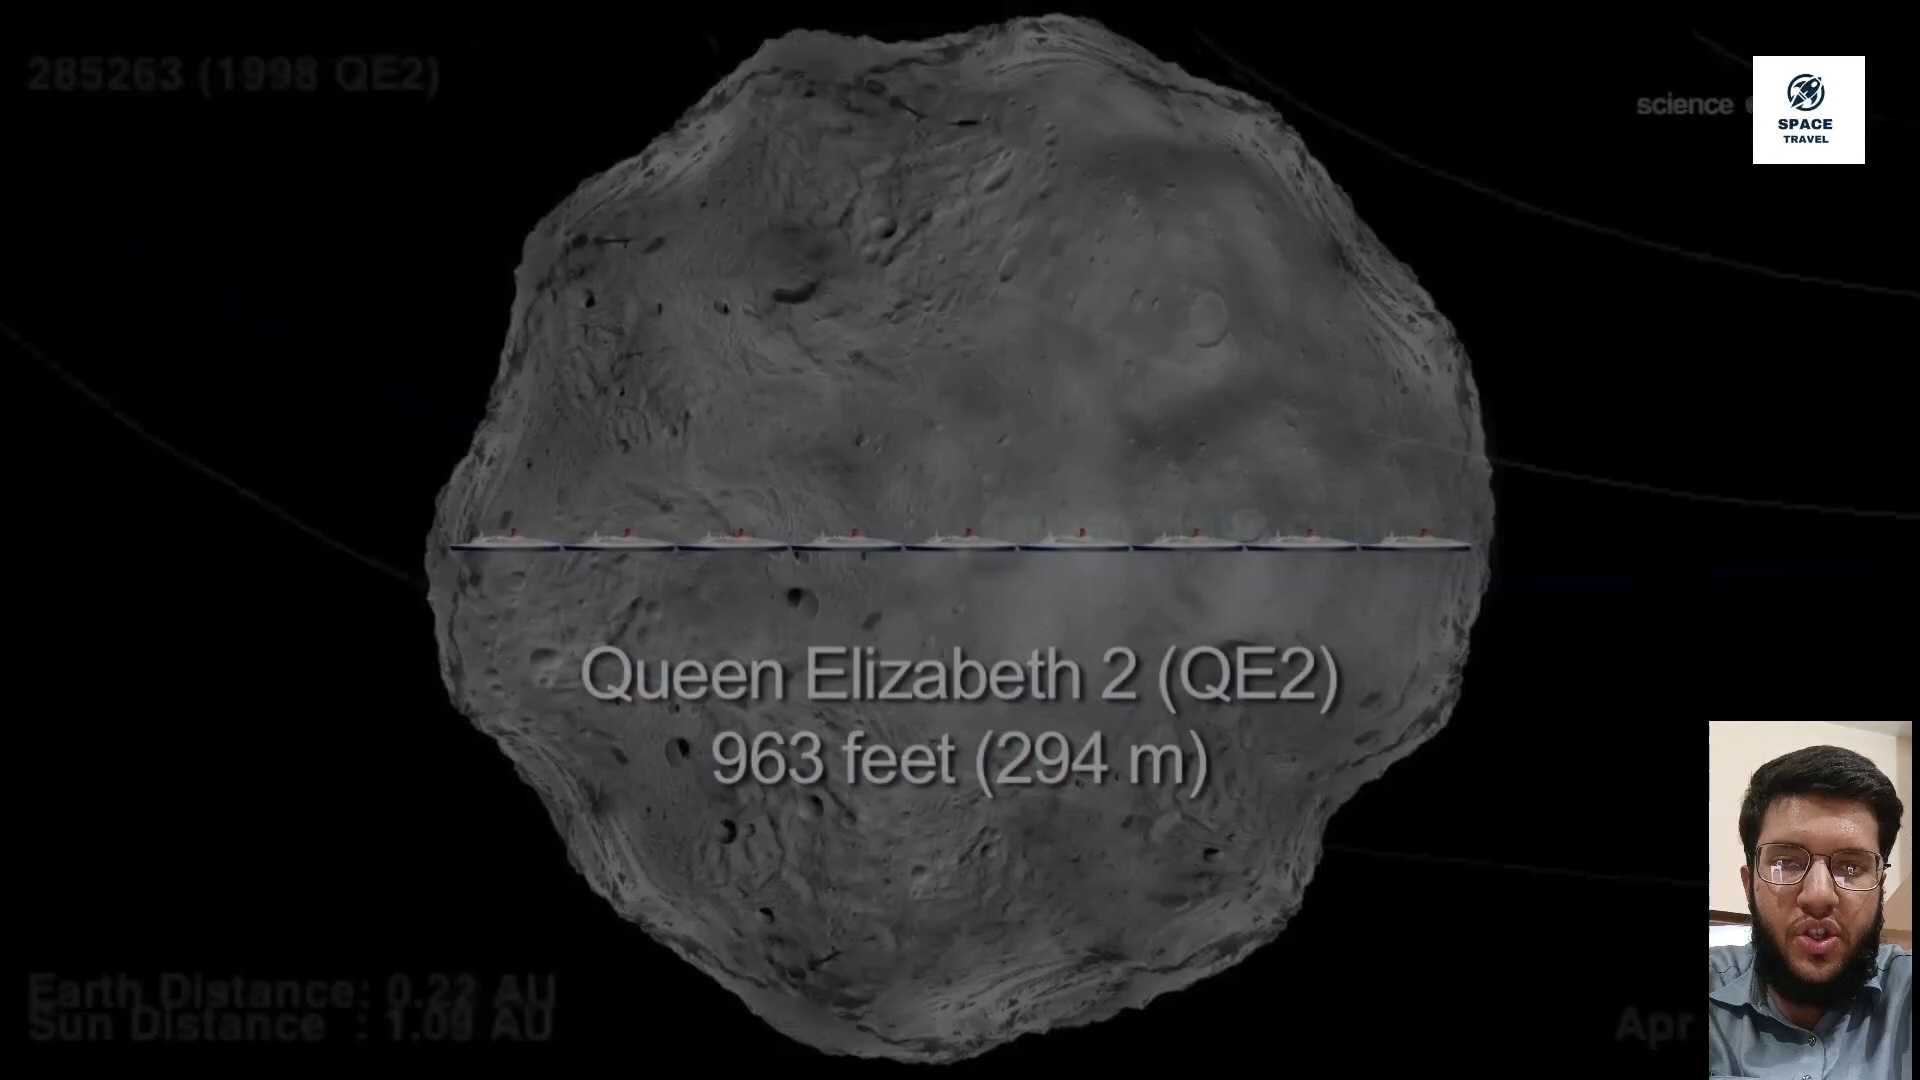 285263 (1998 QE2)
science
SPACE
TRAVEL
Queen Elizabeth 2 (QE2)
963 feet (294 m)
Earth Distance: 0.22 AU
Sun Distance : 1.09 AU
Apr